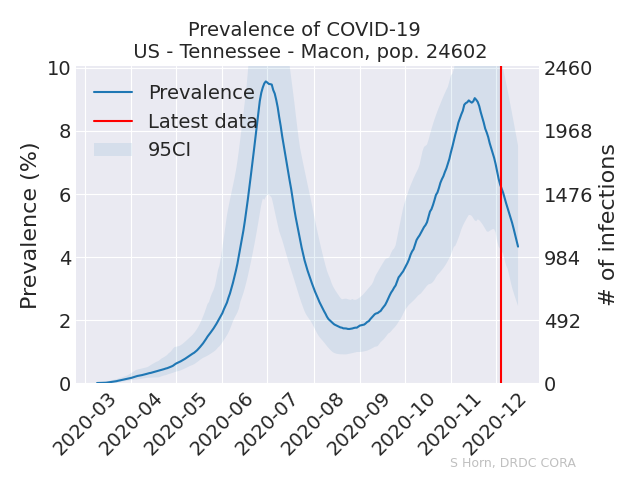 Prevalence of COVID-19
US - Tennessee - Macon, pop. 24602
Prevalence (%)
10
8
6
4
2
0
Prevalence
Latest data
95CI
2460
1968
1476
984
492
0
# of infections
2020-03
2020-04
2020-05
2020-06
2020-07
2020-08
2020-09
2020-10
2020-11
2020-12
S Horn, DRDC CORA